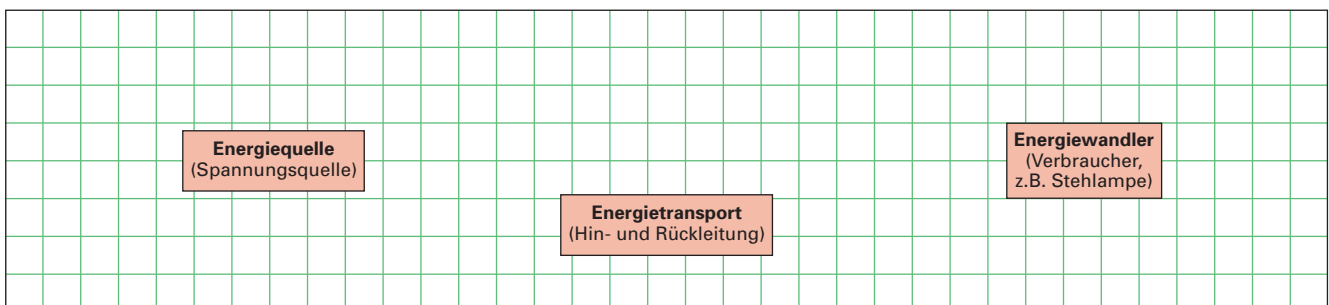 Energiequelle
(Spannungsquelle)
Energietransport
(Hin- und Rückleitung)
Energiewandler
(Verbraucher,
z.B. Stehlampe)